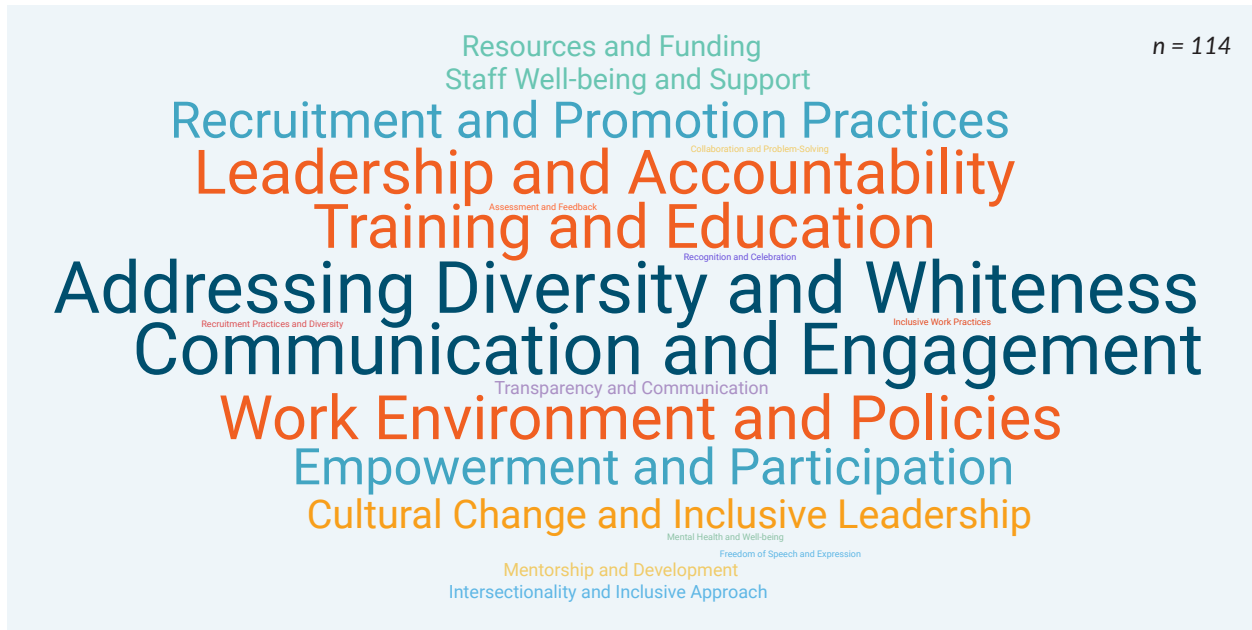 Resources and Funding
n = 114
Staff Well-being and Support
Recruitment and Promotion Practices
Collaboration and Problem-Solving
Leadership and Accountability
Assessment and Feedback
Training and Education
Recognition and Celebration
Addressing Diversity and Whiteness
Recruitment Practices and Diversity
Inclusive Work Practices
Communication and Engagement
Transparency and Communication
Work Environment and Policies
Empowerment and Participation
Cultural Change and Inclusive Leadership
Mental Health and Well-being
Freedom of Speech and Expression
Mentorship and Development
Intersectionality and Inclusive Approach